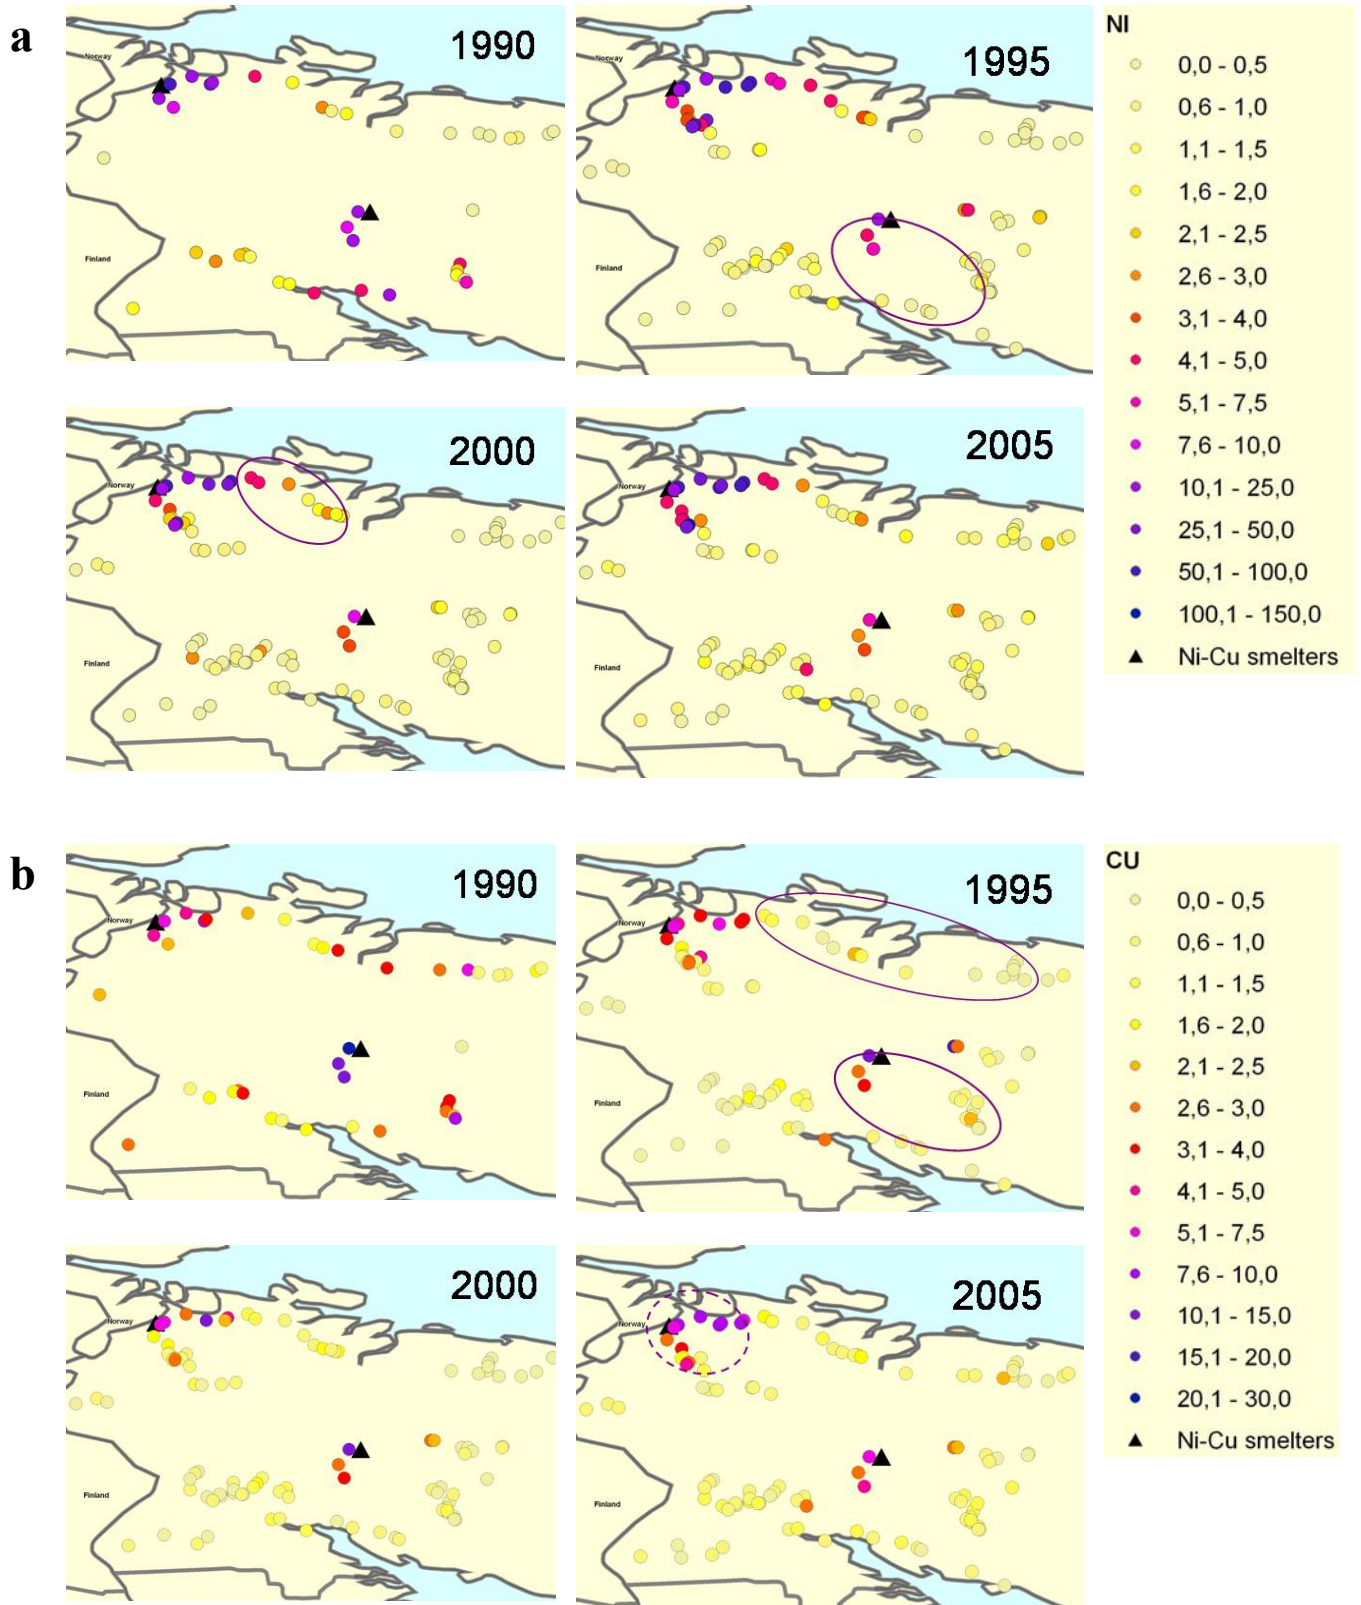 a
1990
Norway
Finland
1995
Norway
Finland
NI
0,0 - 0,5
0,6 - 1,0
1,1 - 1,5
1,6 - 2,0
2,1 - 2,5
2,6 - 3,0
3,1 - 4,0
4,1 - 5,0
5,1 - 7,5
7,6 - 10,0
10,1 - 25,0
25,1 - 50,0
50,1 - 100,0
100,1 - 150,0
Ni-Cu smelters
2000
Norway
Finland
2005
Norway
Finland
b
1990
Norway
Finland
1995
Norway
Finland
CU
0,0 - 0,5
0,6 - 1,0
1,1 - 1,5
1,6 - 2,0
2,1 - 2,5
2,6 - 3,0
3,1 - 4,0
4,1 - 5,0
5,1 - 7,5
7,6 - 10,0
10,1 - 15,0
15,1 - 20,0
20,1 - 30,0
Ni-Cu smelters
2000
Norway
Finland
2005
Norway
Finland